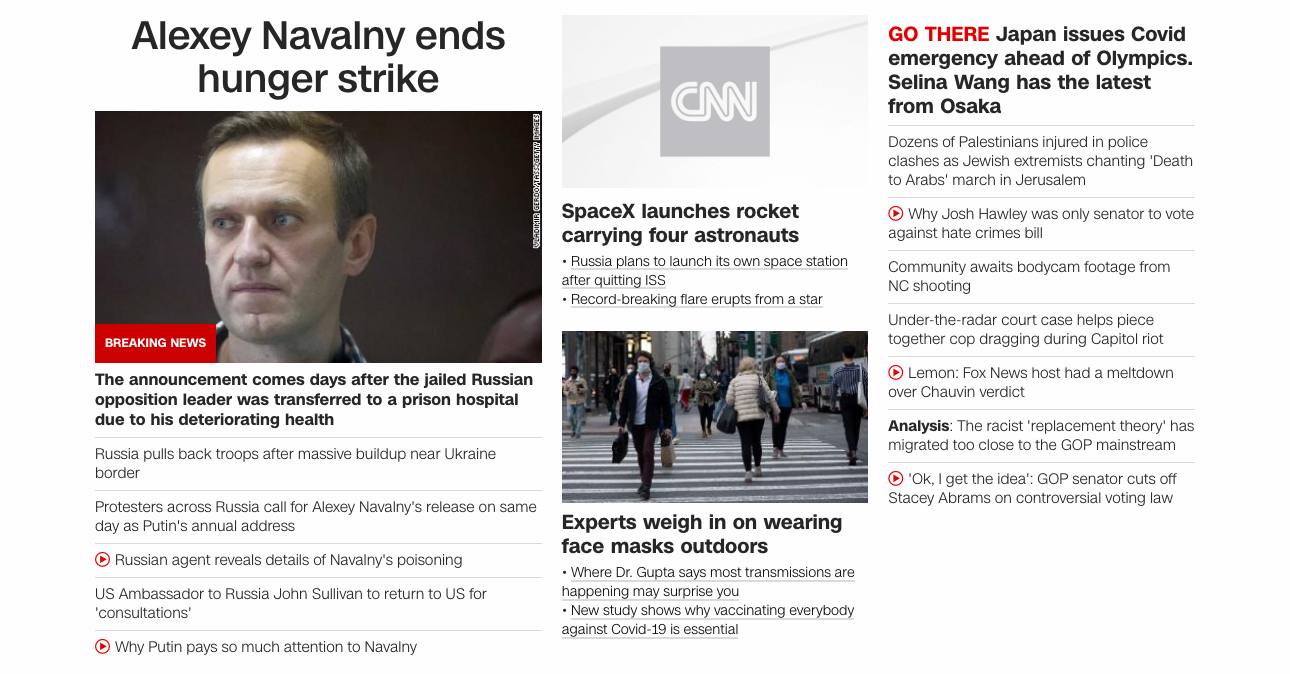 Alexey Navalny ends
hunger strike
VLADIMIR GERDO/TASS/GETTY IMAGES
BREAKING NEWS
The announcement comes days after the jailed Russian
opposition leader was transferred to a prison hospital
due to his deteriorating health
Russia pulls back troops after massive buildup near Ukraine
border
Protesters across Russia call for Alexey Navalny's release on same
day as Putin's annual address
Russian agent reveals details of Navalny's poisoning
US Ambassador to Russia John Sullivan to return to US for
'consultations'
Why Putin pays so much attention to Navalny
CNN
SpaceX launches rocket
carrying four astronauts
• Russia plans to launch its own space station
after quitting ISS
• Record-breaking flare erupts from a star
Experts weigh in on wearing
face masks outdoors
• Where Dr. Gupta says most transmissions are
happening may surprise you
• New study shows why vaccinating everybody
against Covid-19 is essential
GO THERE Japan issues Covid
emergency ahead of Olympics.
Selina Wang has the latest
from Osaka
Dozens of Palestinians injured in police
clashes as Jewish extremists chanting 'Death
to Arabs' march in Jerusalem
Why Josh Hawley was only senator to vote
against hate crimes bill
Community awaits bodycam footage from
NC shooting
Under-the-radar court case helps piece
together cop dragging during Capitol riot
Lemon: Fox News host had a meltdown
over Chauvin verdict
Analysis: The racist 'replacement theory' has
migrated too close to the GOP mainstream
'Ok, I get the idea': GOP senator cuts off
Stacey Abrams on controversial voting law